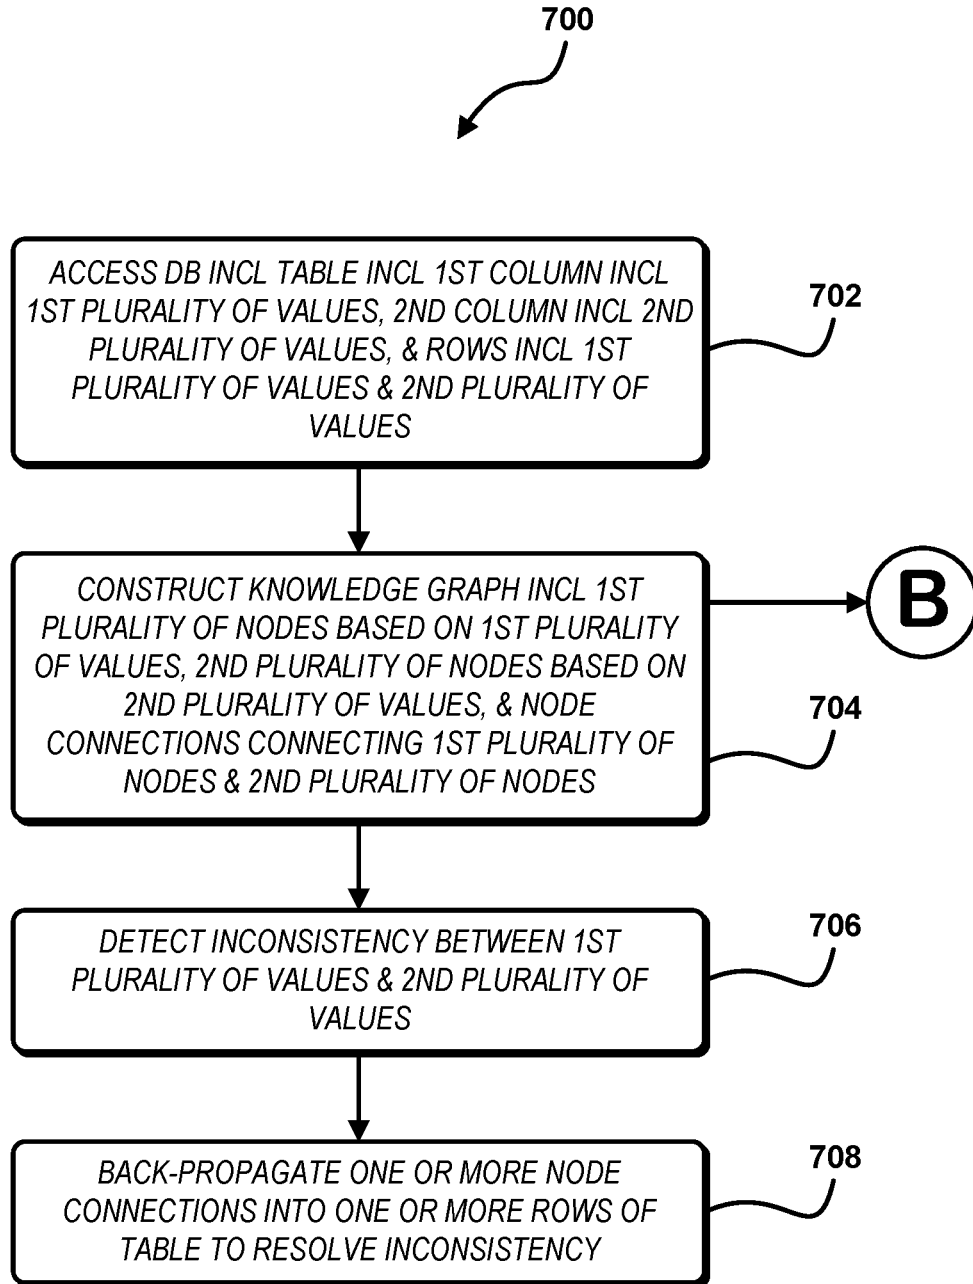 700
ACCESS DB INCL TABLE INCL 1ST COLUMN INCL
1ST PLURALITY OF VALUES, 2ND COLUMN INCL 2ND
PLURALITY OF VALUES, & ROWS INCL 1ST
PLURALITY OF VALUES & 2ND PLURALITY OF
VALUES
702
CONSTRUCT KNOWLEDGE GRAPH INCL 1ST
PLURALITY OF NODES BASED ON 1ST PLURALITY
OF VALUES, 2ND PLURALITY OF NODES BASED ON
2ND PLURALITY OF VALUES, & NODE
CONNECTIONS CONNECTING 1ST PLURALITY OF
NODES & 2ND PLURALITY OF NODES
B
704
DETECT INCONSISTENCY BETWEEN 1ST
PLURALITY OF VALUES & 2ND PLURALITY OF
VALUES
706
BACK-PROPAGATE ONE OR MORE NODE
CONNECTIONS INTO ONE OR MORE ROWS OF
TABLE TO RESOLVE INCONSISTENCY
708